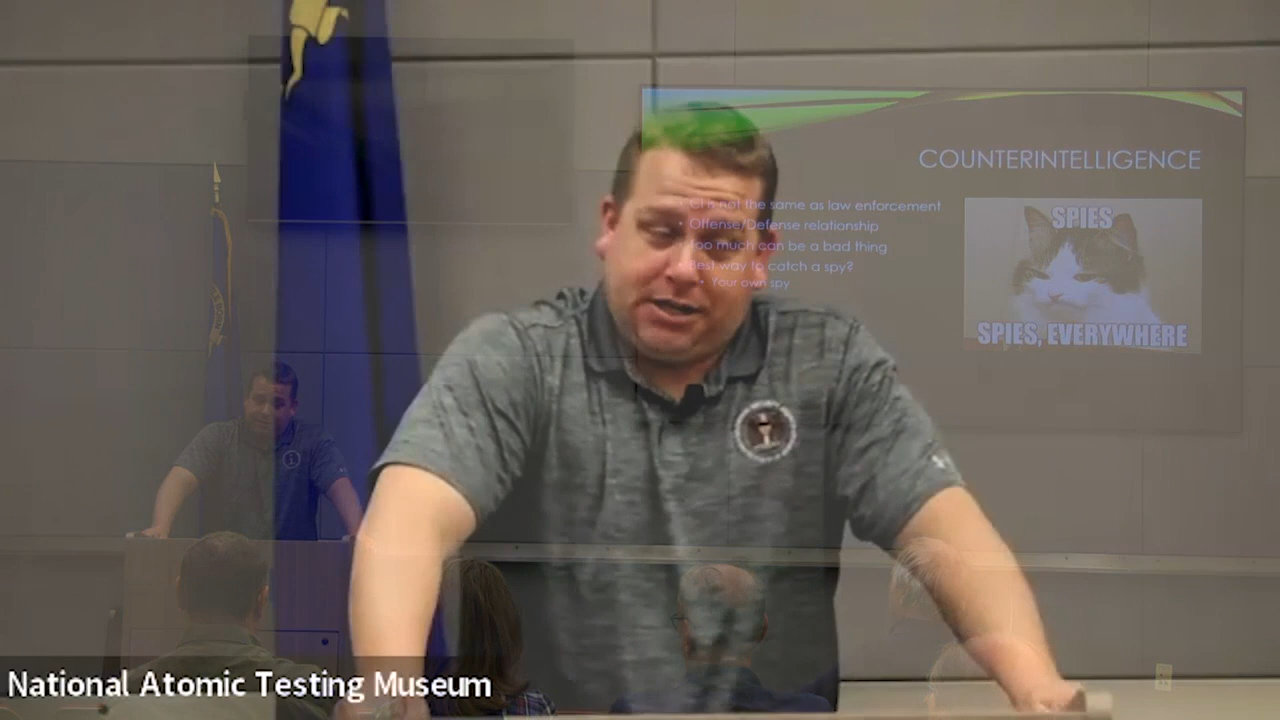 COUNTERINTELLIGENCE
CI is not the same as law enforcement
Offense/Defense relationship
Too much can be a bad thing
Best way to catch a spy?
• Your own spy
SPIES
SPIES, EVERYWHERE
National Atomic Testing Museum